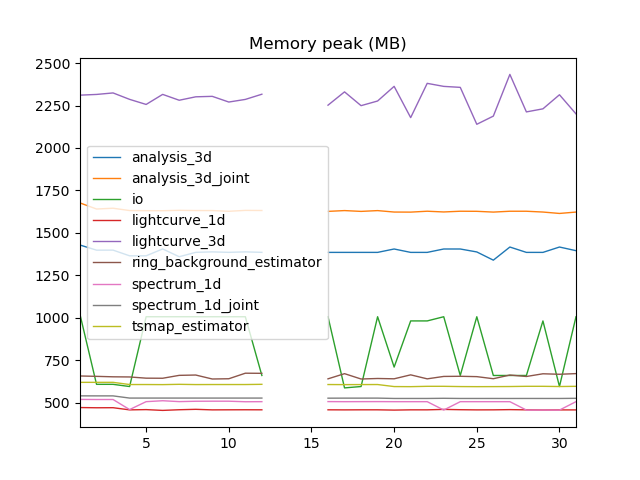 Memory peak (MB)
2500
2250
2000
1750
1500
1250
1000
750
500
analysis_3d
analysis_3d_joint
io
lightcurve_1d
lightcurve_3d
ring_background_estimator
spectrum_1d
spectrum_1d_joint
tsmap_estimator
5 10 15 20 25 30